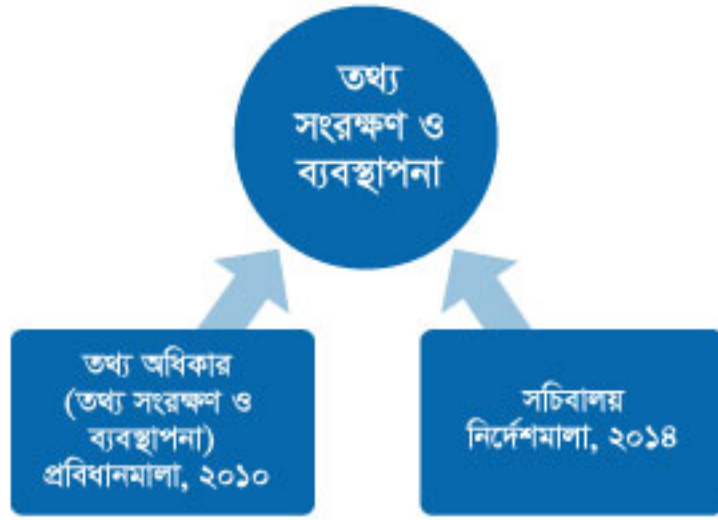 তথ্য
সংরক্ষণ ও
ব্যবস্থাপনা
তথ্য অধিকার
(তথ্য সংরক্ষণ ও
ব্যবস্থাপনা)
প্রবিধানমালা, ২০১০
সচিবালয়
নির্দেশমালা, ২০১৪